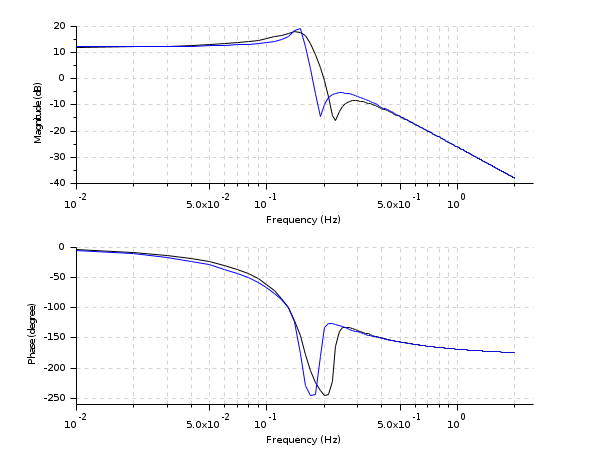 20
10
0
-10
-20
-30
-40
Magnitude (dB)
10^-2 5.0x10^-2 10^-1 5.0x10^-1 10^0
Frequency (Hz)
0
-50
-100
-150
-200
-250
Phase (degree)
10^-2 5.0x10^-2 10^-1 5.0x10^-1 10^0
Frequency (Hz)